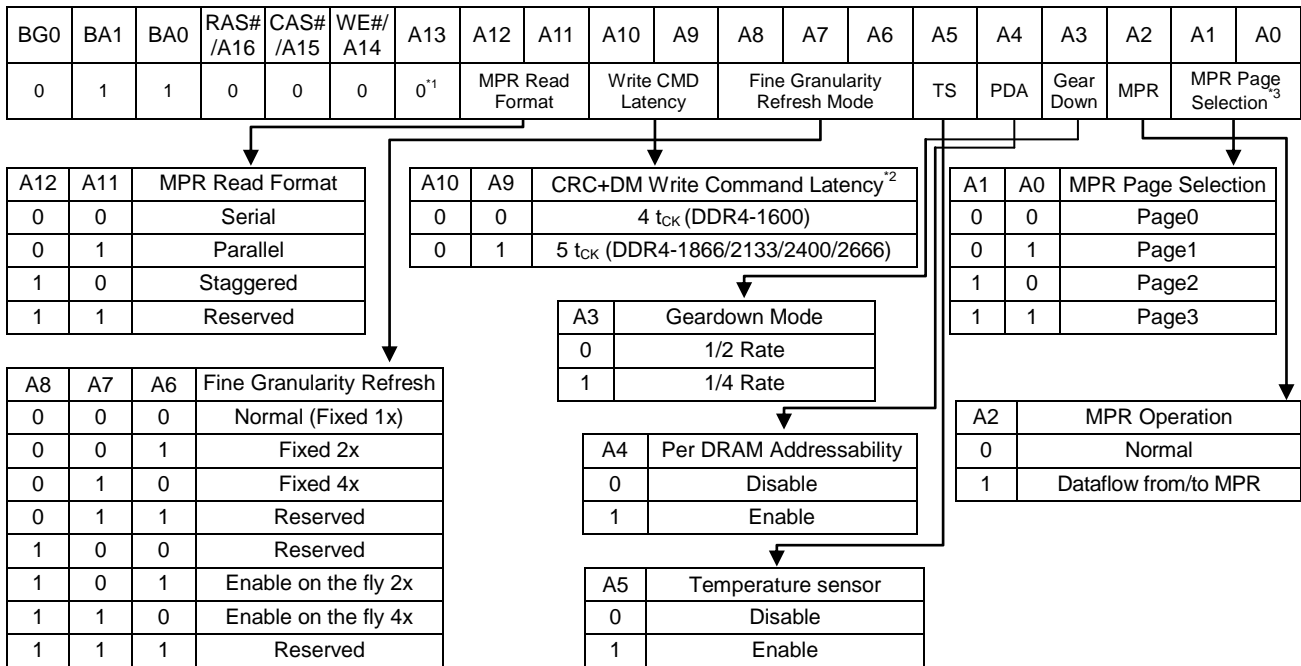 BG0 BA1 BA0 RAS#/A16 CAS#/A15 WE#/A14 A13 A12 A11 A10 A9 A8 A7 A6 A5 A4 A3 A2 A1 A0
0 1 1 0 0 0 0*1 MPR Read Format Write CMD Latency Fine Granularity Refresh Mode TS PDA Gear Down MPR MPR Page Selection*3
A12 A11 MPR Read Format
0 0 Serial
0 1 Parallel
1 0 Staggered
1 1 Reserved
A10 A9 CRC+DM Write Command Latency*2
0 0 4 tCK (DDR4-1600)
0 1 5 tCK (DDR4-1866/2133/2400/2666)
A1 A0 MPR Page Selection
0 0 Page0
0 1 Page1
1 0 Page2
1 1 Page3
A3 Geardown Mode
0 1/2 Rate
1 1/4 Rate
A8 A7 A6 Fine Granularity Refresh
0 0 0 Normal (Fixed 1x)
0 0 1 Fixed 2x
0 1 0 Fixed 4x
0 1 1 Reserved
1 0 0 Reserved
1 0 1 Enable on the fly 2x
1 1 0 Enable on the fly 4x
1 1 1 Reserved
A4 Per DRAM Addressability
0 Disable
1 Enable
A2 MPR Operation
0 Normal
1 Dataflow from/to MPR
A5 Temperature sensor
0 Disable
1 Enable